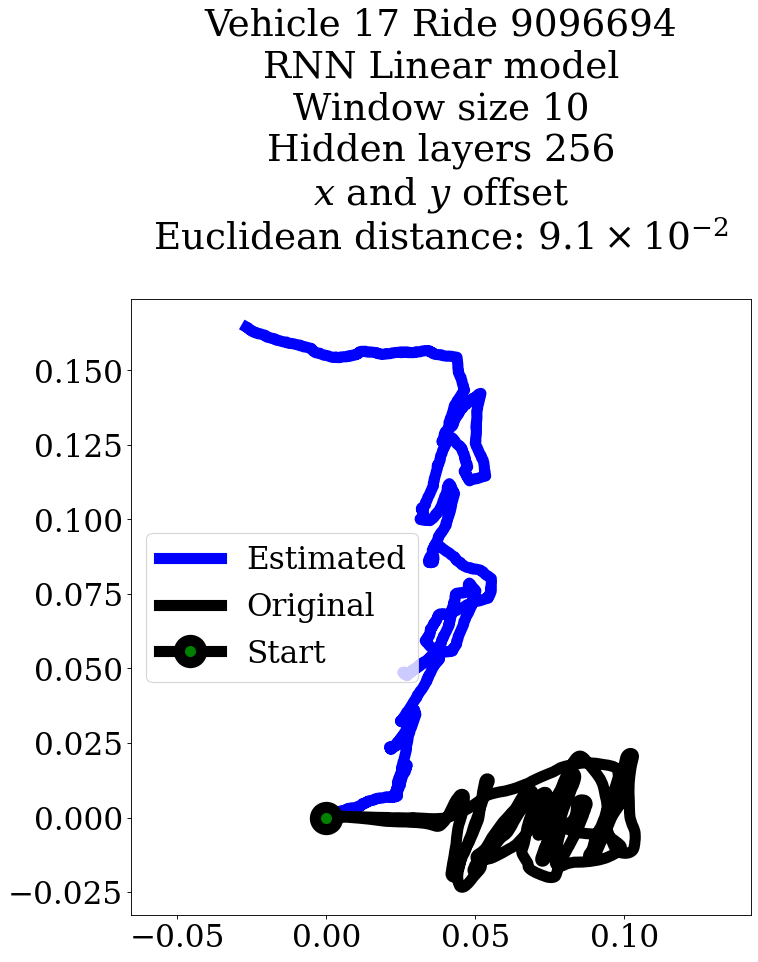 Vehicle 17 Ride 9096694
RNN Linear model
Window size 10
Hidden layers 256
x and y offset
Euclidean distance: 9.1 × 10⁻²
0.150
0.125
0.100
0.075
0.050
0.025
0.000
−0.025
Estimated
Original
Start
−0.05 0.00 0.05 0.10